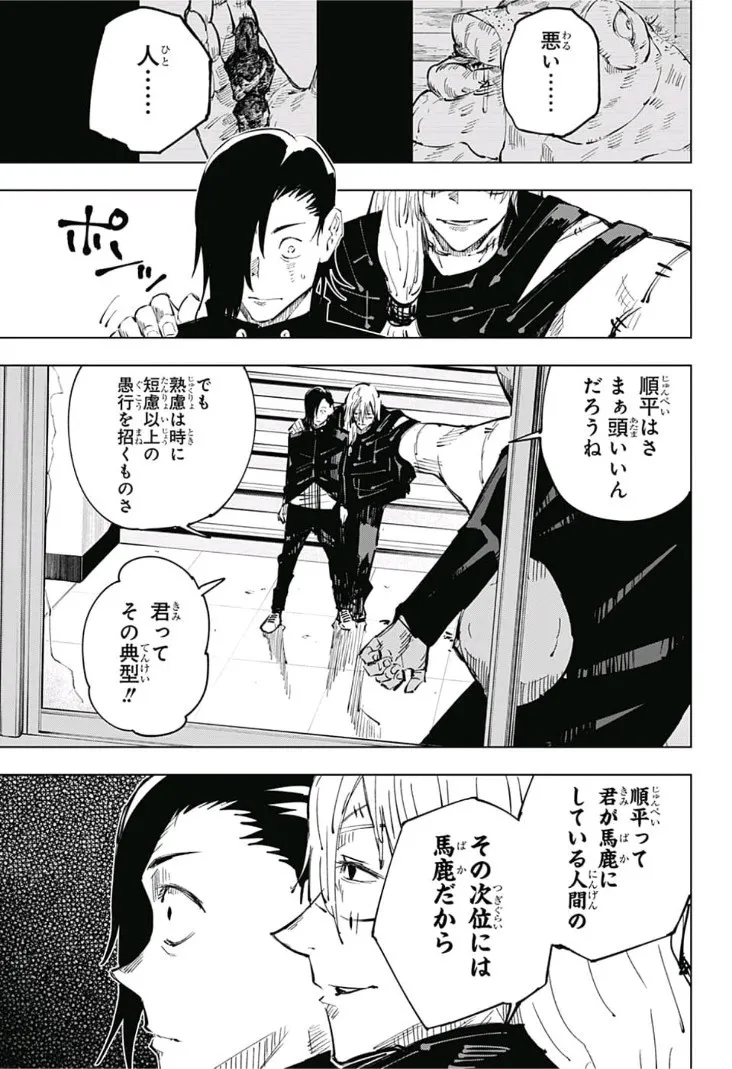 悪い……
人……
ポンッ
順平はさ
まぁ頭いいん
だろうね
でも
熟慮は時に
短慮以上の
愚行を招くものさ
君って
その典型!!
順平って
君が馬鹿に
している人間の
その次位には
馬鹿だから